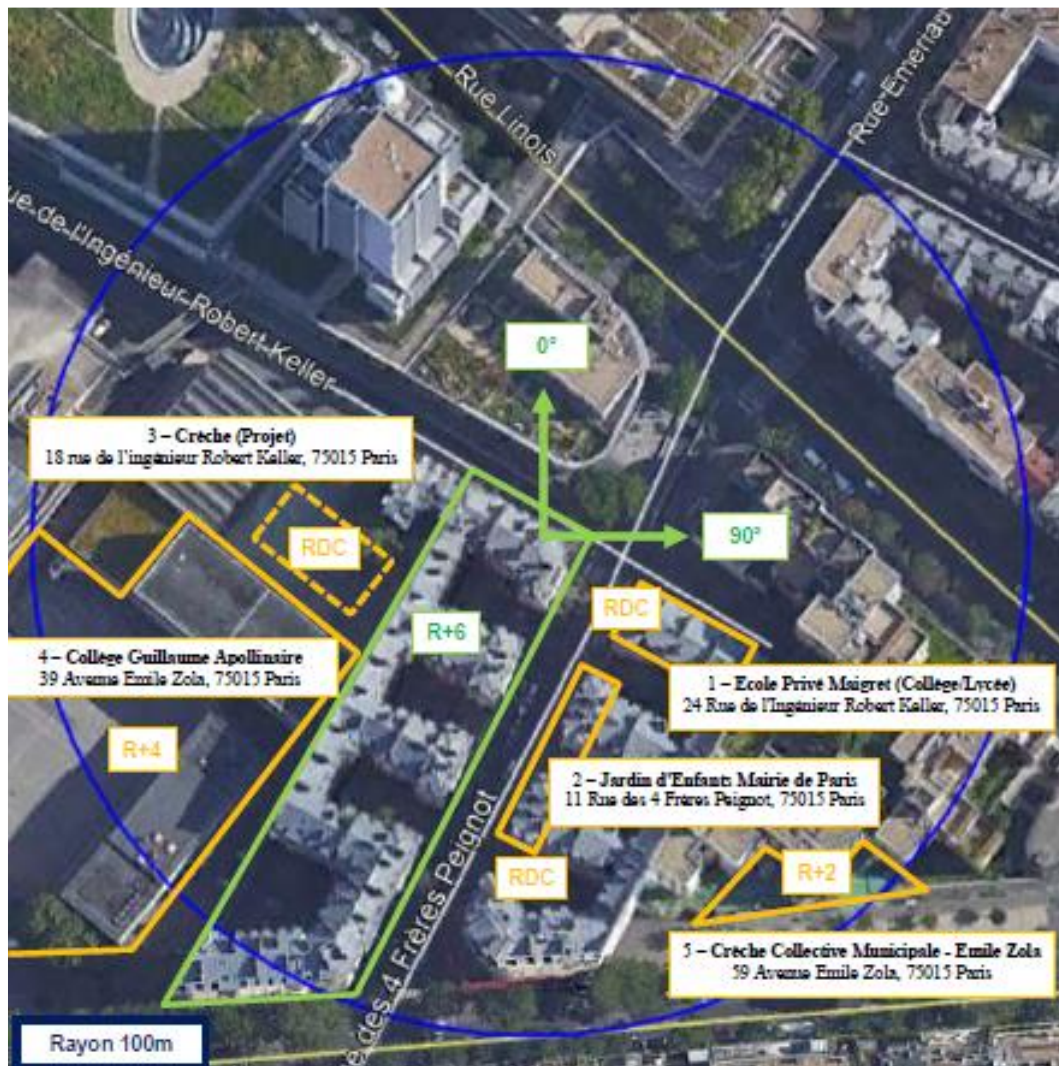 Rue Linois
Rue Emeriau
ue de l'Ingénieur Robert Keller
0°
3 – Crèche (Projet)
18 rue de l'ingénieur Robert Keller, 75015 Paris
RDC
90°
RDC
R+6
4 – Collège Guillaume Apollinaire
39 Avenue Emile Zola, 75015 Paris
1 – Ecole Privé Maigret (Collège/Lycée)
24 Rue de l'Ingénieur Robert Keller, 75015 Paris
R+4
2 – Jardin d'Enfants Mairie de Paris
11 Rue des 4 Frères Peignot, 75015 Paris
RDC
R+2
e des 4 Frères Peignot
5 – Crèche Collective Municipale - Emile Zola
59 Avenue Emile Zola, 75015 Paris
Rayon 100m